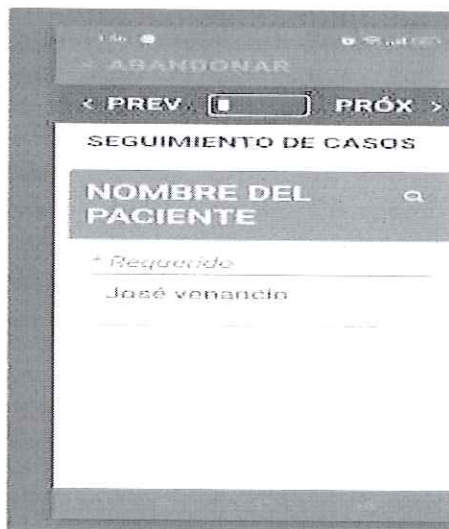 < ABANDONAR
< PREV PRÓX >
SEGUIMIENTO DE CASOS
NOMBRE DEL
PACIENTE
* Requerido
José venancio